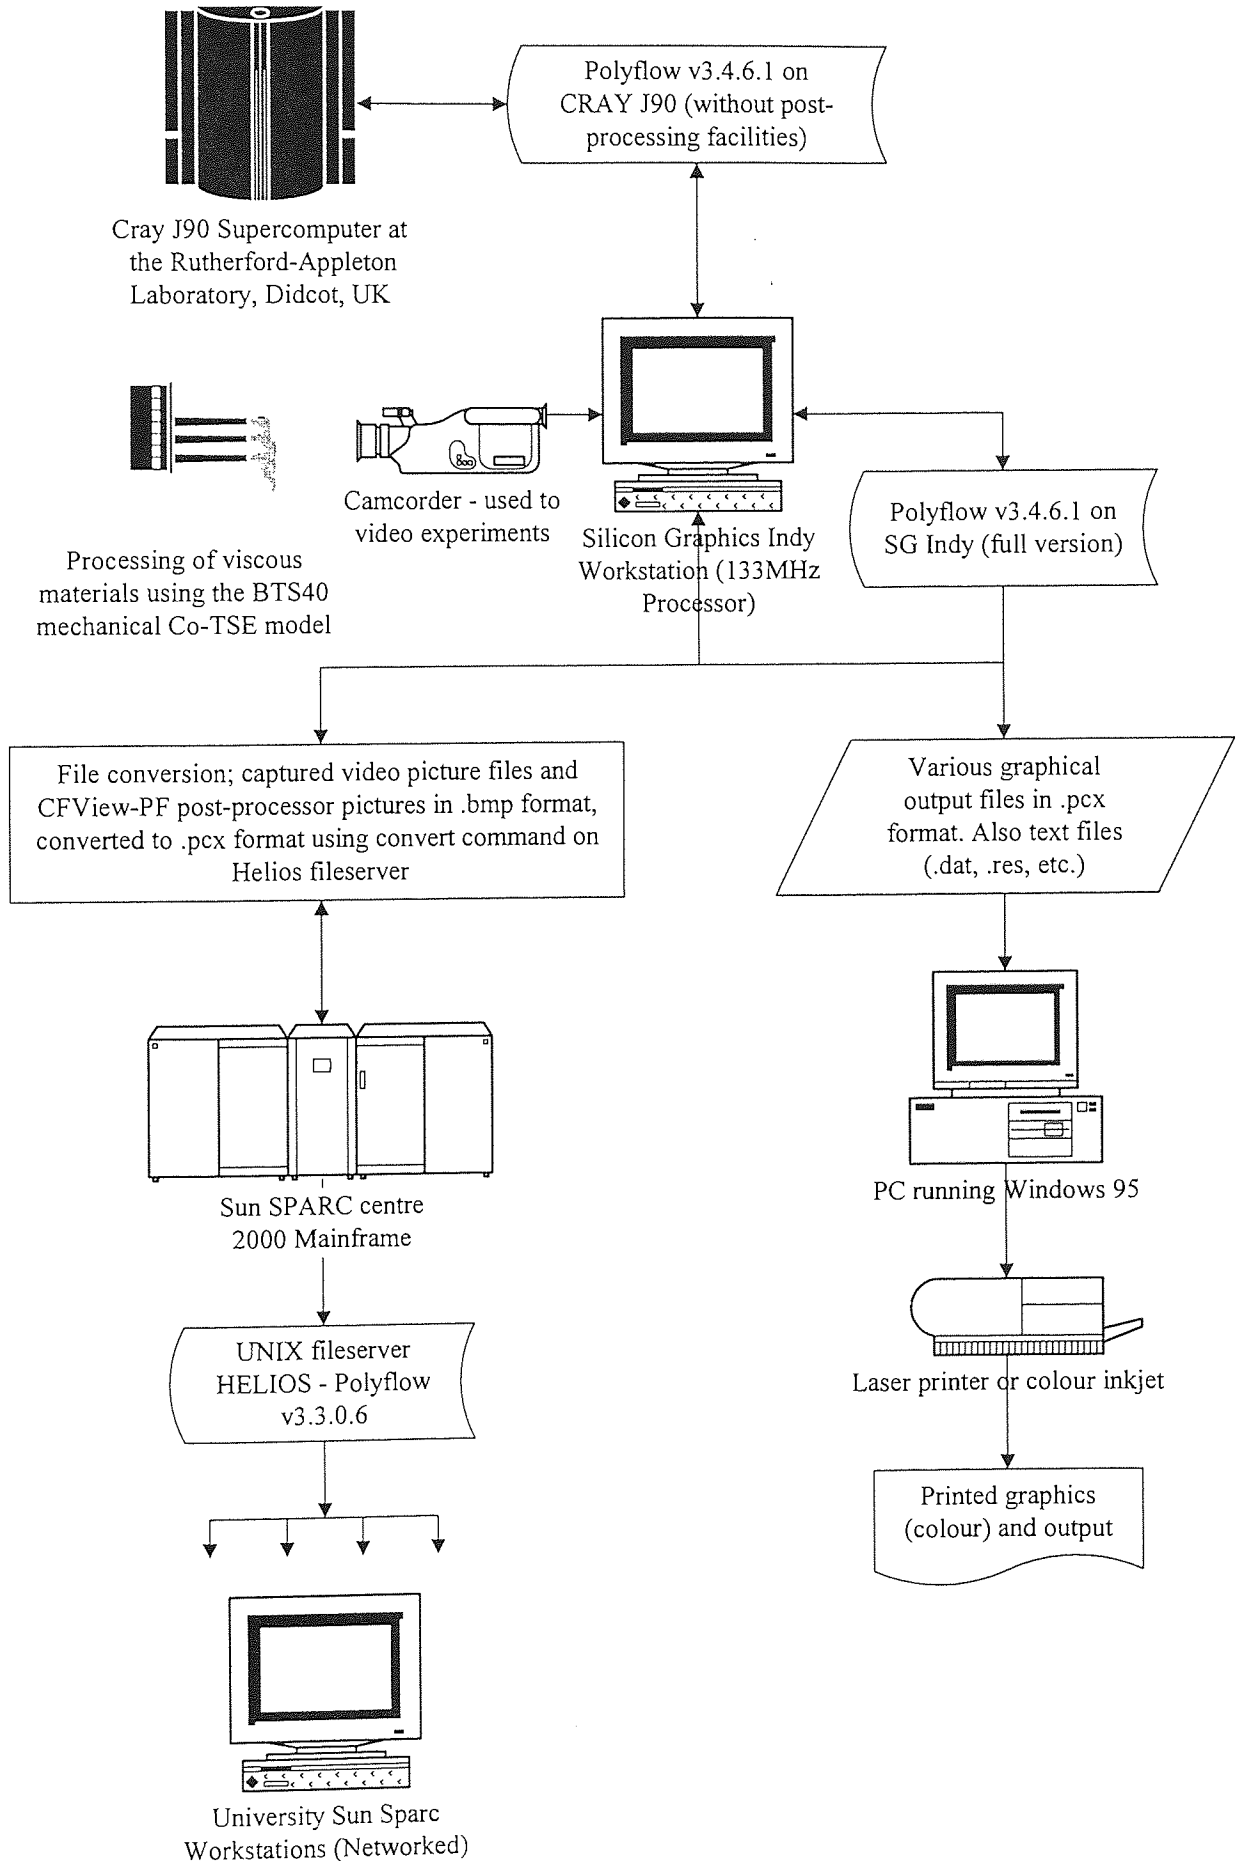 Polyflow v3.4.6.1 on
CRAY J90 (without post-
processing facilities)
Cray J90 Supercomputer at
the Rutherford-Appleton
Laboratory, Didcot, UK
Camcorder - used to
video experiments
Silicon Graphics Indy
Workstation (133MHz
Processor)
Polyflow v3.4.6.1 on
SG Indy (full version)
Processing of viscous
materials using the BTS40
mechanical Co-TSE model
File conversion; captured video picture files and
CFView-PF post-processor pictures in .bmp format,
converted to .pcx format using convert command on
Helios fileserver
Various graphical
output files in .pcx
format. Also text files
(.dat, .res, etc.)
PC running Windows 95
Sun SPARC centre
2000 Mainframe
UNIX fileserver
HELIOS - Polyflow
v3.3.0.6
Laser printer or colour inkjet
Printed graphics
(colour) and output
University Sun Sparc
Workstations (Networked)